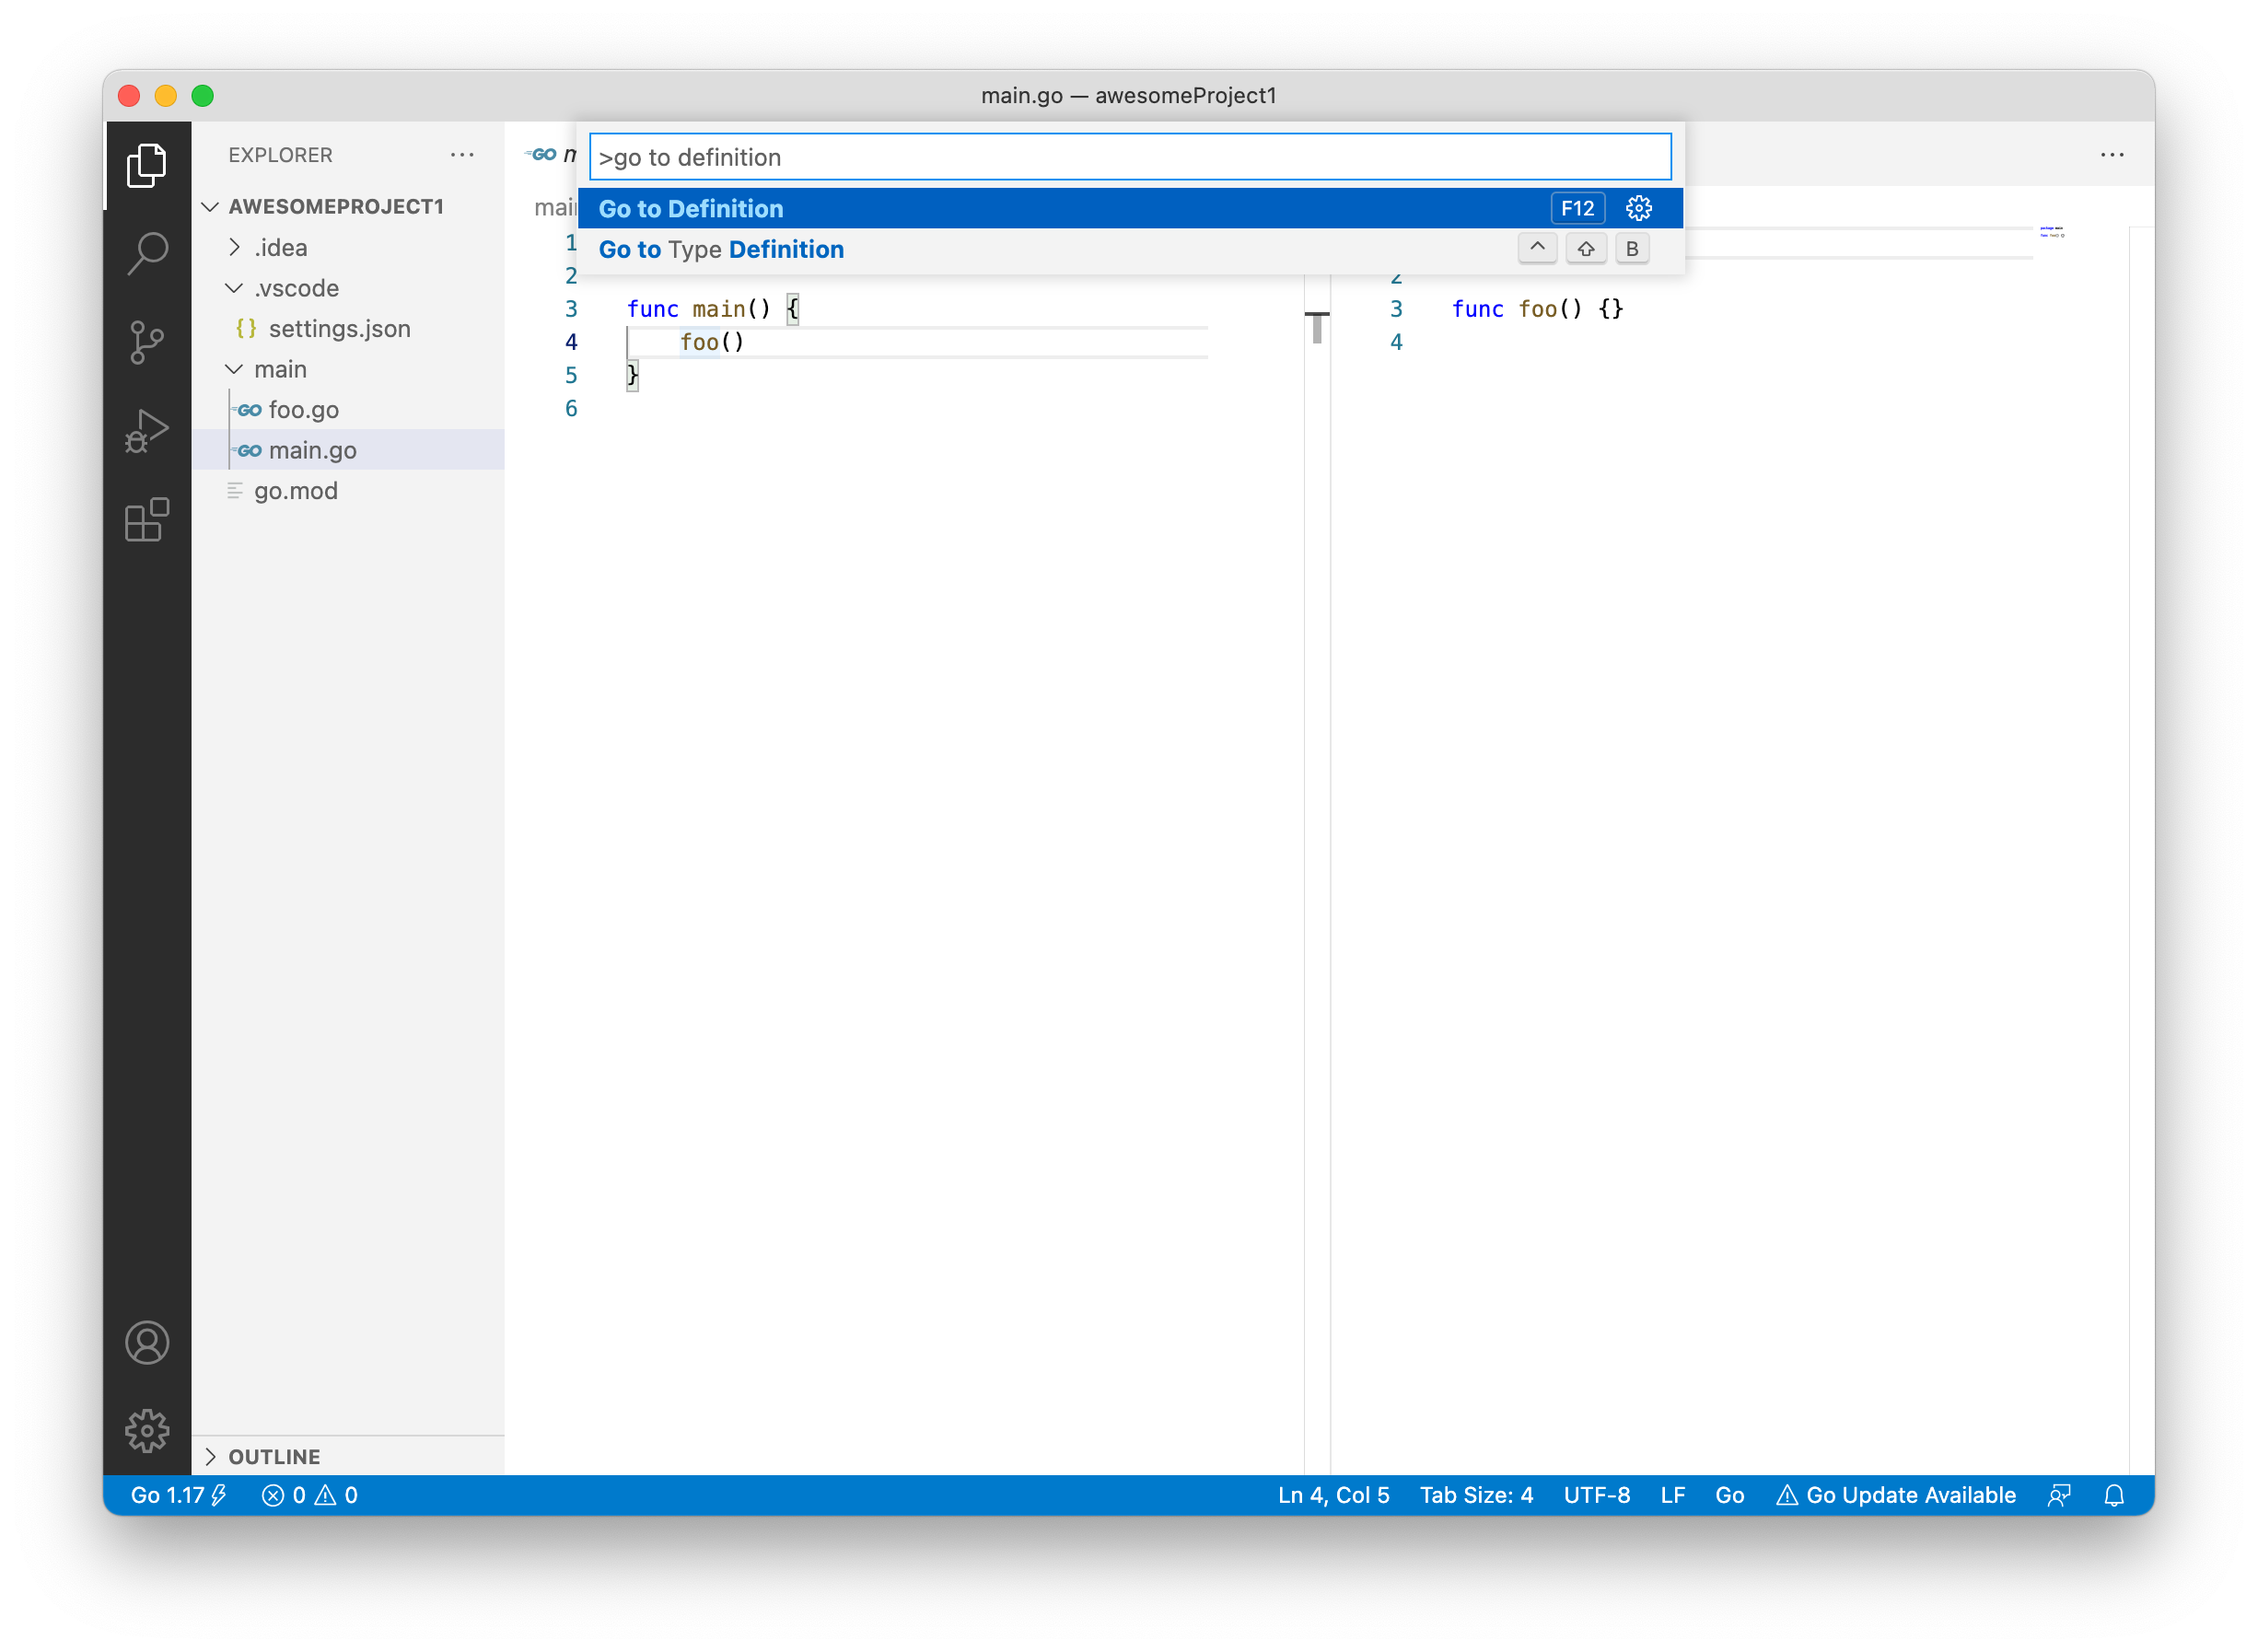 main.go — awesomeProject1
EXPLORER
AWESOMEPROJECT1
.idea
.vscode
{} settings.json
main
GO foo.go
GO main.go
go.mod
OUTLINE
GO
>go to definition
Go to Definition F12
Go to Type Definition ^ ⇧ B
1
2
3 func main() {
4 foo()
5 }
6
2
3 func foo() {}
4
Go 1.17 0 0 Ln 4, Col 5 Tab Size: 4 UTF-8 LF Go Go Update Available